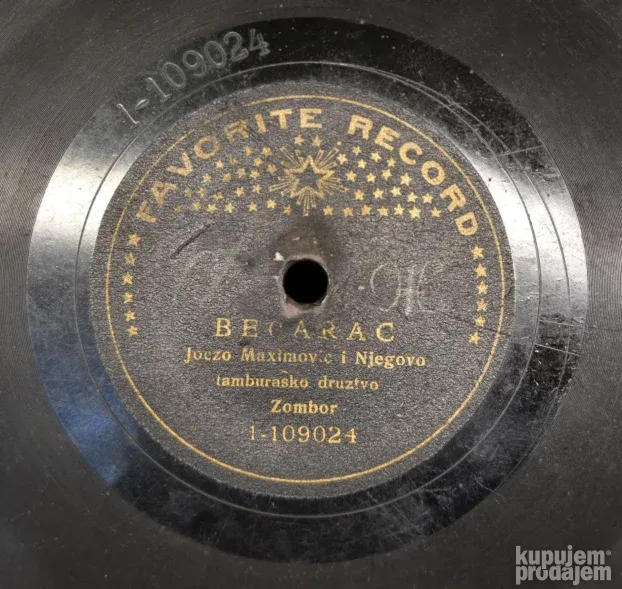 1-109024
FAVORITE RECORD
BECARAC
Joczo Maximovic i Njegovo
tamburasko druztvo
Zombor
1-109024
kupujem
prodajem